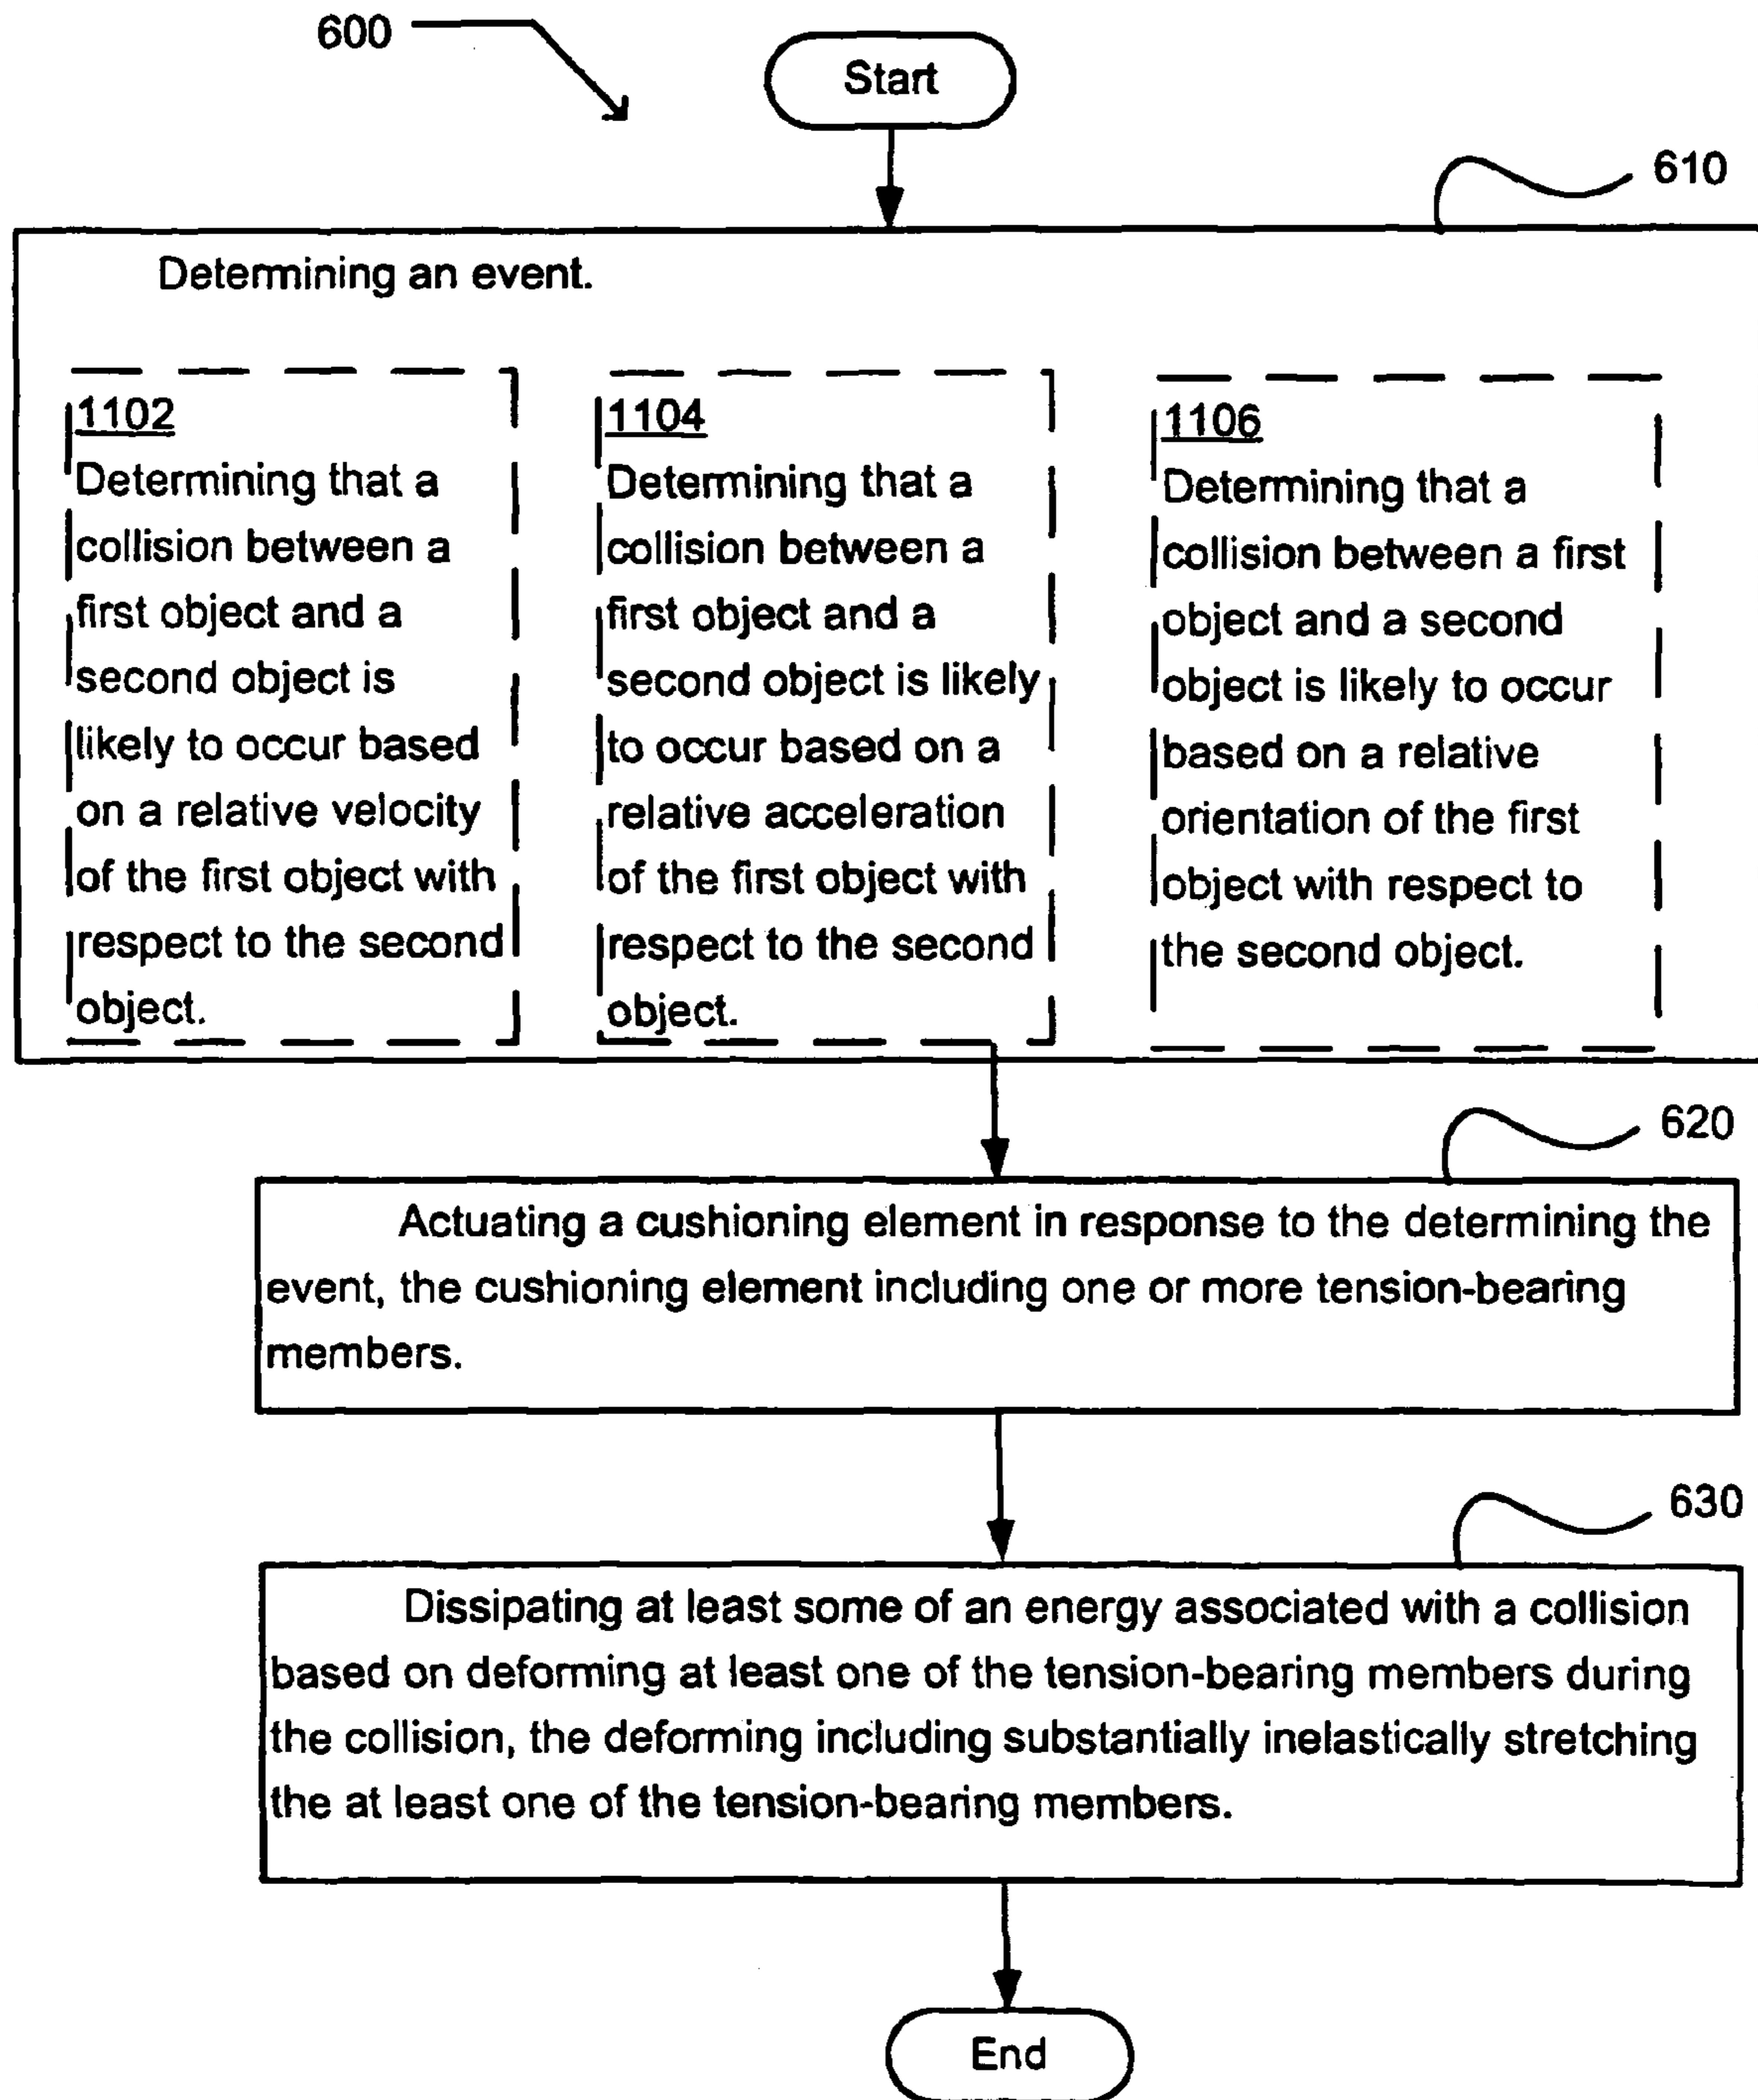 600
Start
610
Determining an event.
1102
Determining that a
collision between a
first object and a
second object is
likely to occur based
on a relative velocity
of the first object with
respect to the second
object.
1104
Determining that a
collision between a
first object and a
second object is likely
to occur based on a
relative acceleration
of the first object with
respect to the second
object.
1106
Determining that a
collision between a first
object and a second
object is likely to occur
based on a relative
orientation of the first
object with respect to
the second object.
620
Actuating a cushioning element in response to the determining the
event, the cushioning element including one or more tension-bearing
members.
630
Dissipating at least some of an energy associated with a collision
based on deforming at least one of the tension-bearing members during
the collision, the deforming including substantially inelastically stretching
the at least one of the tension-bearing members.
End